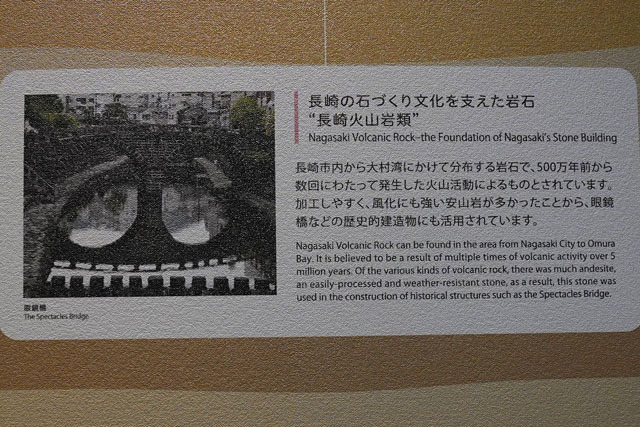 長崎の石づくり文化を支えた岩石
“長崎火山岩類”
Nagasaki Volcanic Rock–the Foundation of Nagasaki's Stone Building
長崎市内から大村湾にかけて分布する岩石で、500万年前から
数回にわたって発生した火山活動によるものとされています。
加工しやすく、風化にも強い安山岩が多かったことから、眼鏡
橋などの歴史的建造物にも活用されています。
Nagasaki Volcanic Rock can be found in the area from Nagasaki City to Omura
Bay. It is believed to be a result of multiple times of volcanic activity over 5
million years. Of the various kinds of volcanic rock, there was much andesite,
an easily-processed and weather-resistant stone, as a result, this stone was
used in the construction of historical structures such as the Spectacles Bridge.
眼鏡橋
The Spectacles Bridge